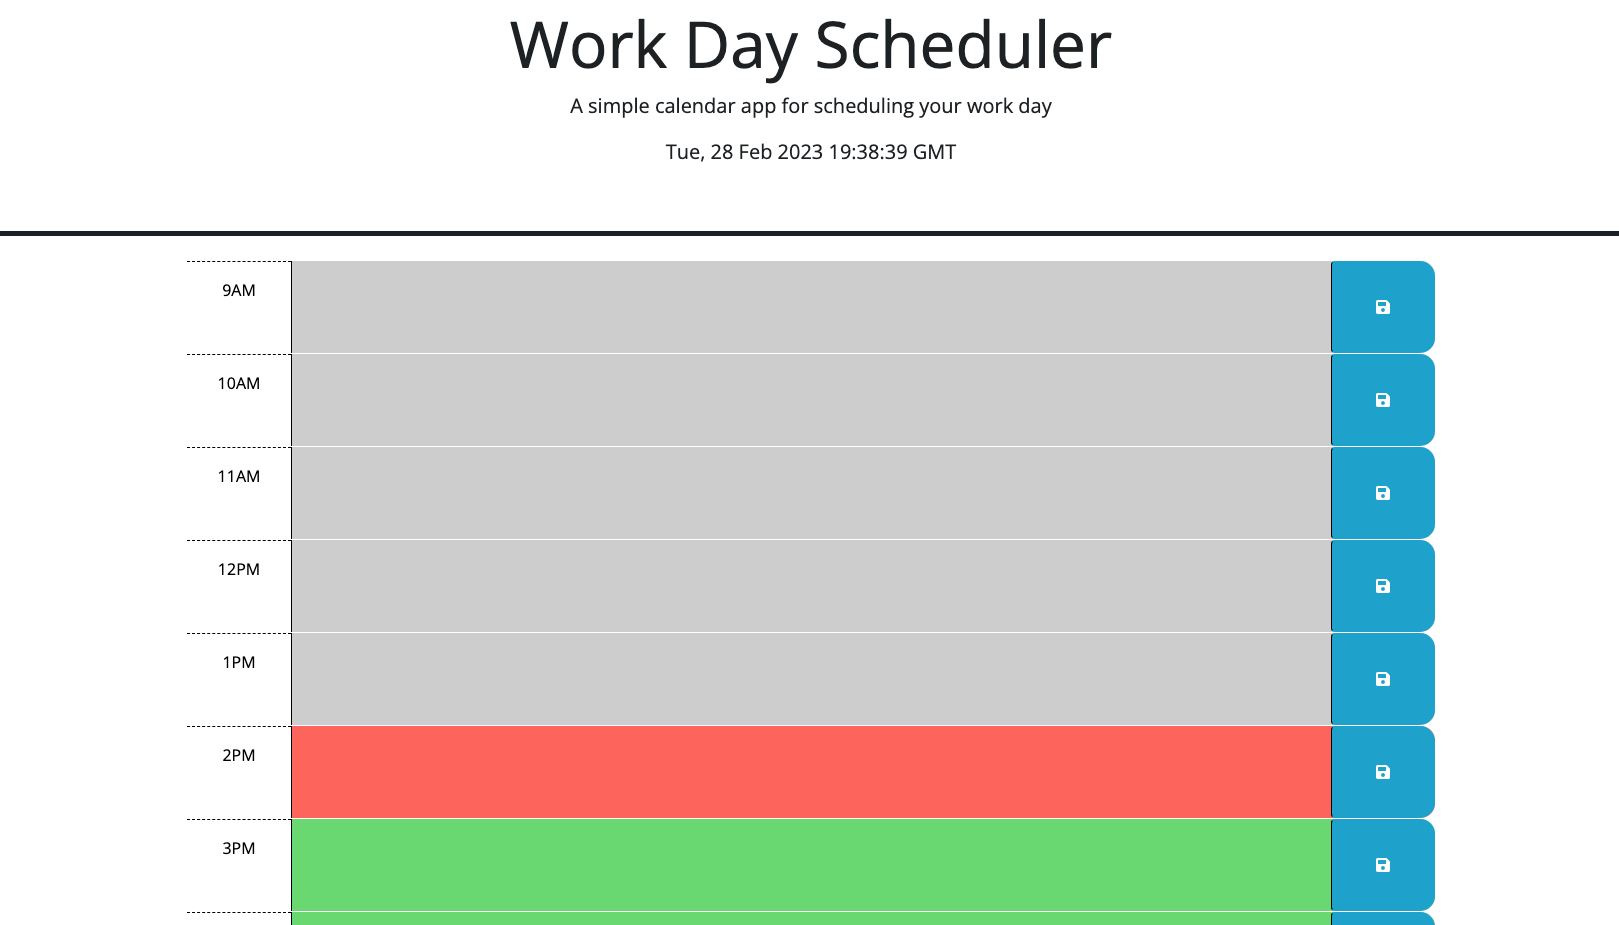 Work Day Scheduler
A simple calendar app for scheduling your work day
Tue, 28 Feb 2023 19:38:39 GMT
9AM
10AM
11AM
12PM
1PM
2PM
3PM